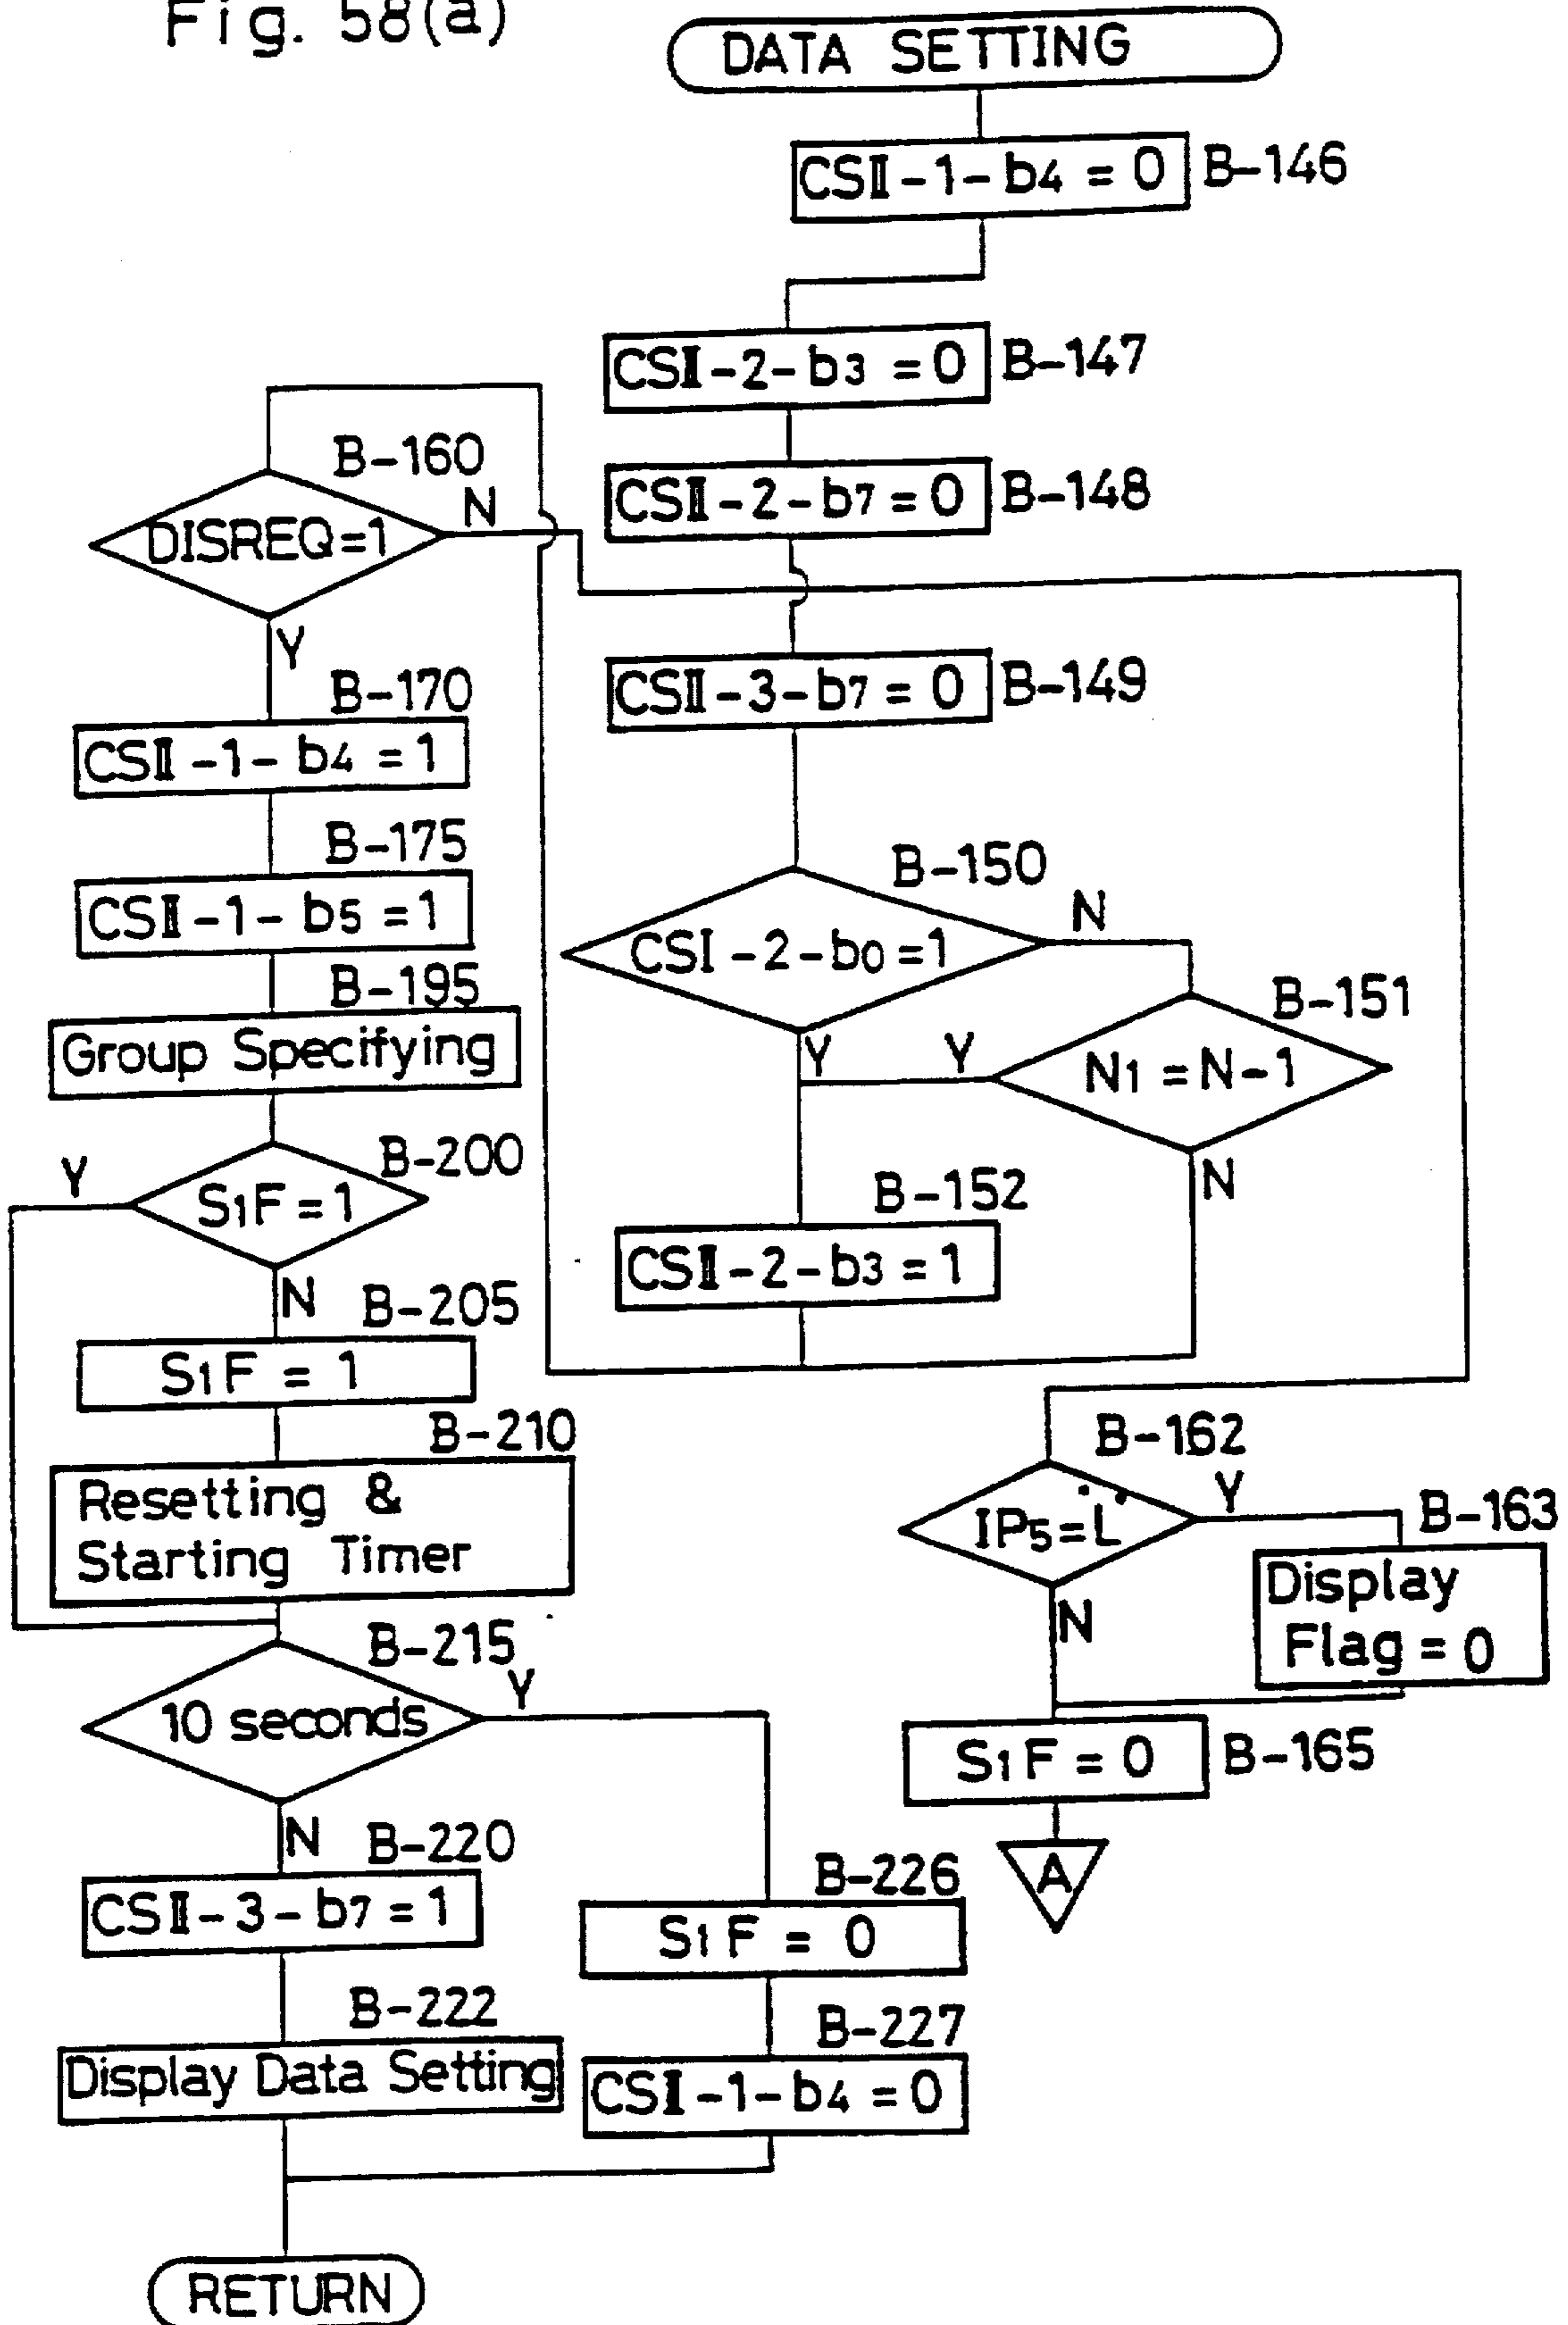 Fig. 58(a)
DATA SETTING
CSII-1-b4 = 0 B-146
CSII-2-b3 = 0 B-147
CSII-2-b7 = 0 B-148
CSII-3-b7 = 0 B-149
B-150
CSI-2-b0 = 1
N
Y
B-151
N1 = N-1
Y
N
B-152
CSII-2-b3 = 1
B-160
DISREQ=1
N
Y
B-162
IP5="L"
Y
N
B-163
Display
Flag = 0
S1F = 0 B-165
A
B-170
CSII-1-b4 = 1
B-175
CSII-1-b5 = 1
B-195
Group Specifying
B-200
S1F = 1
Y
N
B-205
S1F = 1
B-210
Resetting &
Starting Timer
B-215
10 seconds
Y
N
B-220
CSII-3-b7 = 1
B-222
Display Data Setting
B-226
S1F = 0
B-227
CSII-1-b4 = 0
RETURN